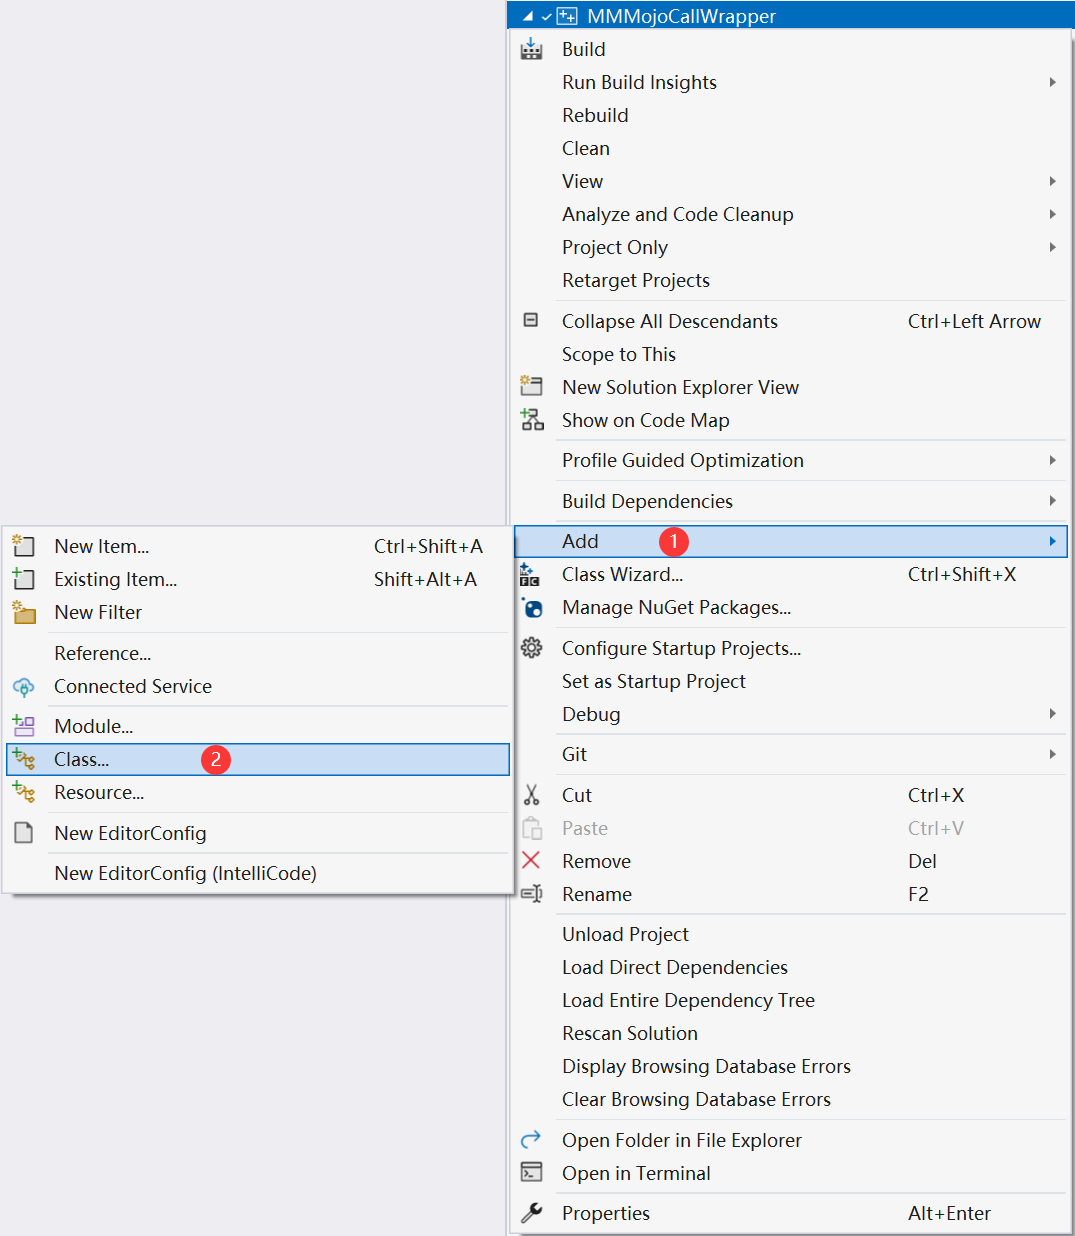 MMMojoCallWrapper
Build
Run Build Insights
Rebuild
Clean
View
Analyze and Code Cleanup
Project Only
Retarget Projects
Collapse All Descendants Ctrl+Left Arrow
Scope to This
New Solution Explorer View
Show on Code Map
Profile Guided Optimization
Build Dependencies
Add 1
Class Wizard... Ctrl+Shift+X
Manage NuGet Packages...
Configure Startup Projects...
Set as Startup Project
Debug
Git
Cut Ctrl+X
Paste Ctrl+V
Remove Del
Rename F2
Unload Project
Load Direct Dependencies
Load Entire Dependency Tree
Rescan Solution
Display Browsing Database Errors
Clear Browsing Database Errors
Open Folder in File Explorer
Open in Terminal
Properties Alt+Enter
New Item... Ctrl+Shift+A
Existing Item... Shift+Alt+A
New Filter
Reference...
Connected Service
Module...
Class... 2
Resource...
New EditorConfig
New EditorConfig (IntelliCode)